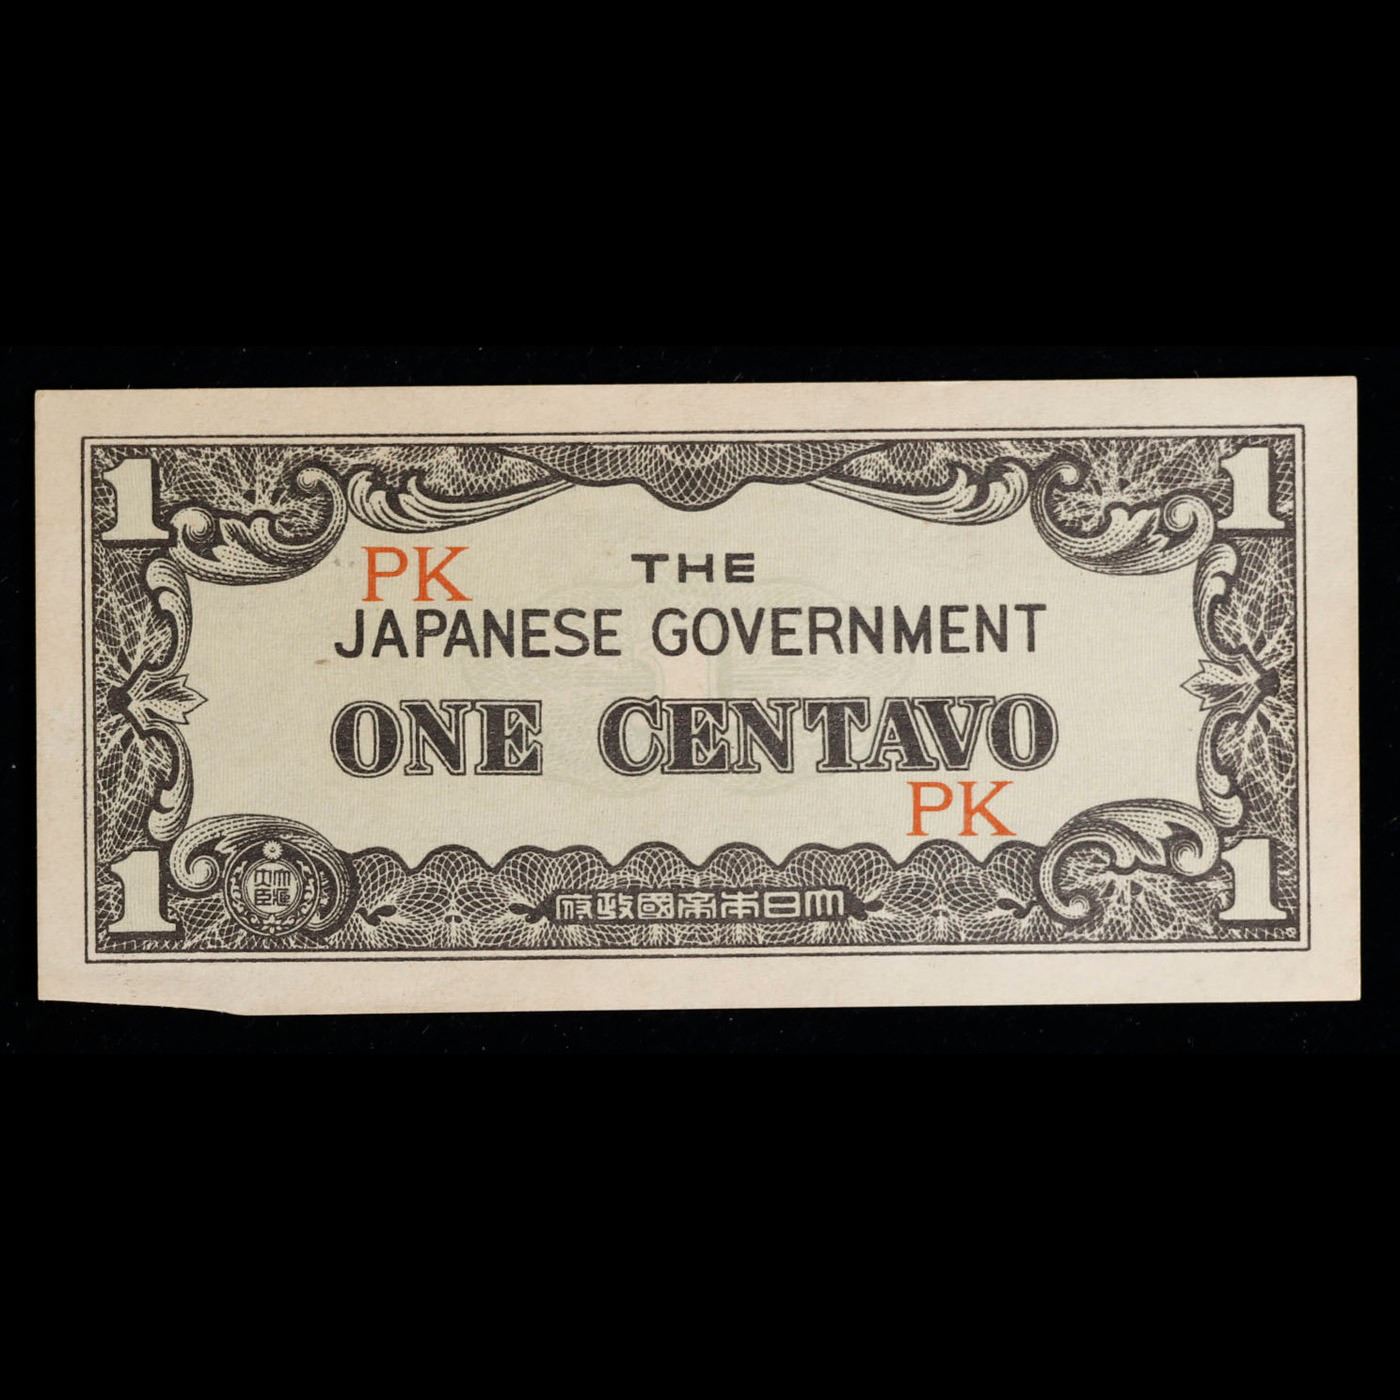 1 1
PK
THE
JAPANESE GOVERNMENT
ONE CENTAVO
PK
府政國帝本日大
1 1